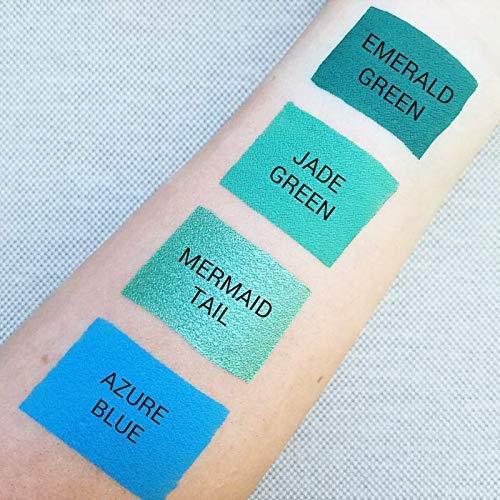 EMERALD
GREEN
JADE
GREEN
MERMAID
TAIL
AZURE
BLUE